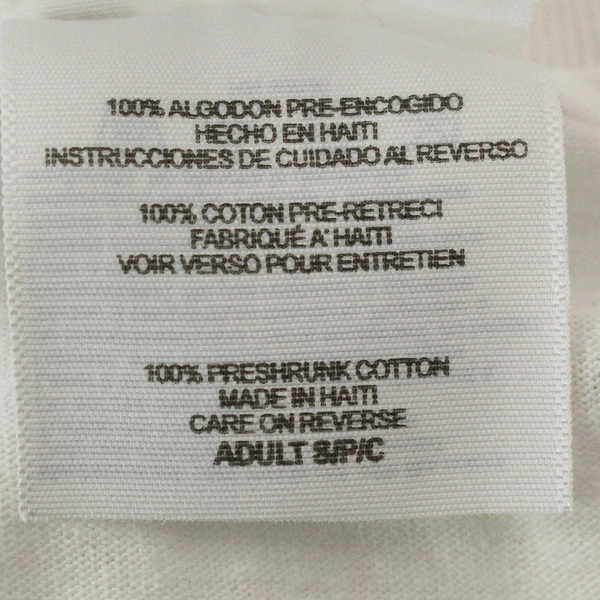 100% ALGODON PRE-ENCOGIDO
HECHO EN HAITI
INSTRUCCIONES DE CUIDADO AL REVERSO
100% COTON PRE-RETRECI
FABRIQUÉ A' HAITI
VOIR VERSO POUR ENTRETIEN
100% PRESHRUNK COTTON
MADE IN HAITI
CARE ON REVERSE
ADULT S/P/C